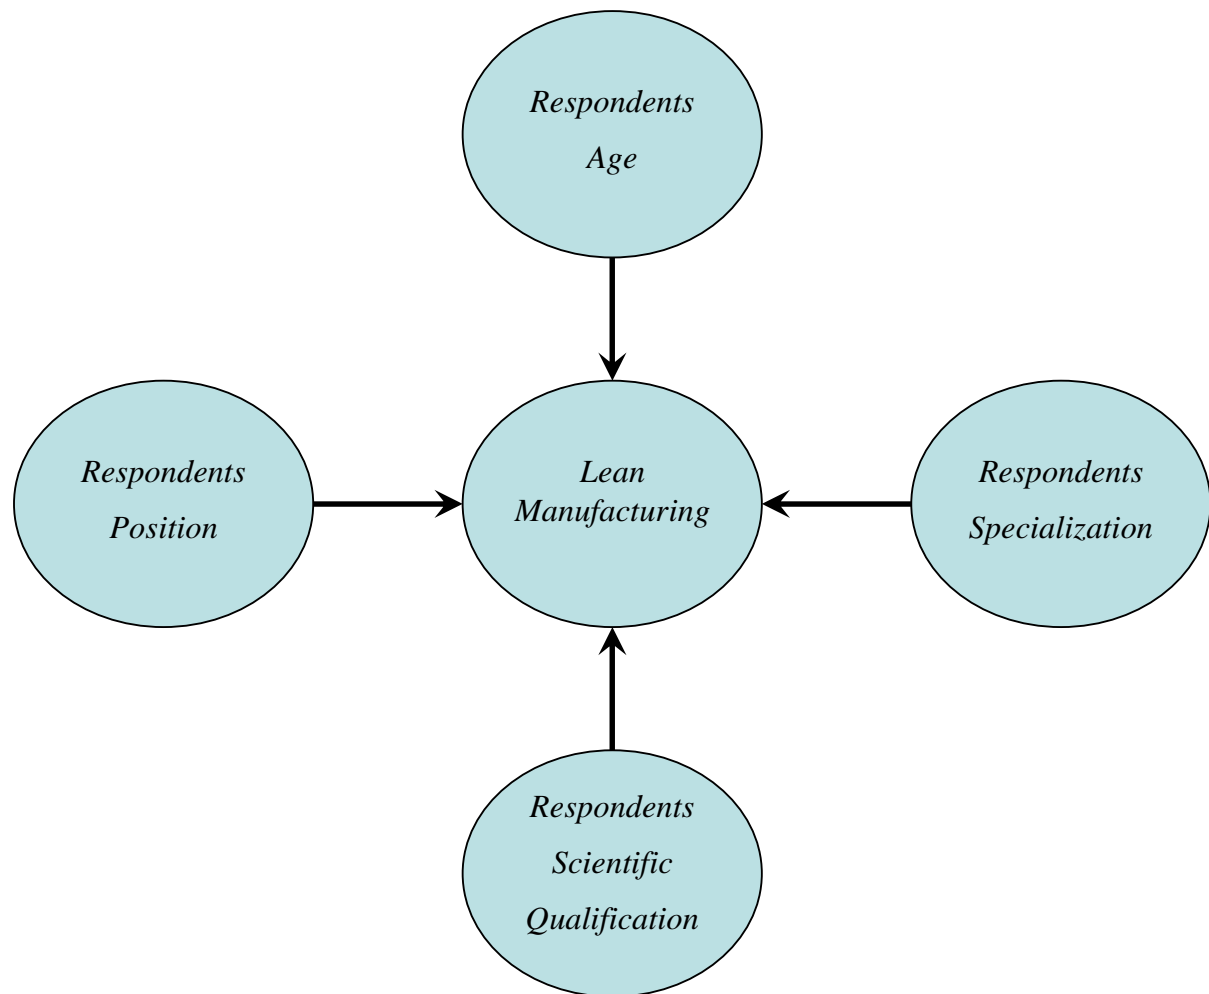 Respondents
Age
Respondents
Position
Lean
Manufacturing
Respondents
Specialization
Respondents
Scientific
Qualification